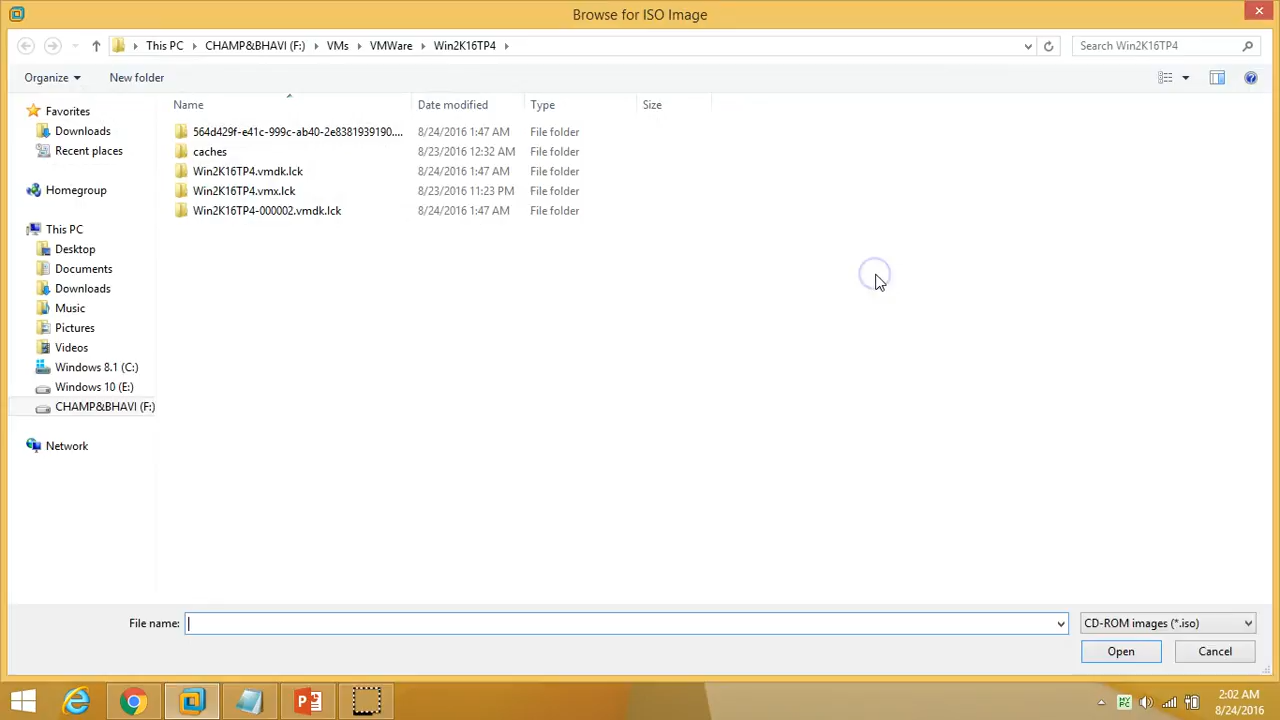 Browse for ISO Image
This PC
CHAMP&BHAVI (F:)
VMs
VMWare
Win2K16TP4
Search Win2K16TP4
Organize
New folder
Name
Date modified
Type
Size
Favorites
Downloads
Recent places
Homegroup
This PC
Desktop
Documents
Downloads
Music
Pictures
Videos
Windows 8.1 (C:)
Windows 10 (E:)
CHAMP&BHAVI (F:)
Network
564d429f-e41c-999c-ab40-2e8381939190.... 8/24/2016 1:47 AM File folder
caches 8/23/2016 12:32 AM File folder
Win2K16TP4.vmdk.lck 8/24/2016 1:47 AM File folder
Win2K16TP4.vmx.lck 8/23/2016 11:23 PM File folder
Win2K16TP4-000002.vmdk.lck 8/24/2016 1:47 AM File folder
File name:
CD-ROM images (*.iso)
Open
Cancel
2:02 AM
8/24/2016